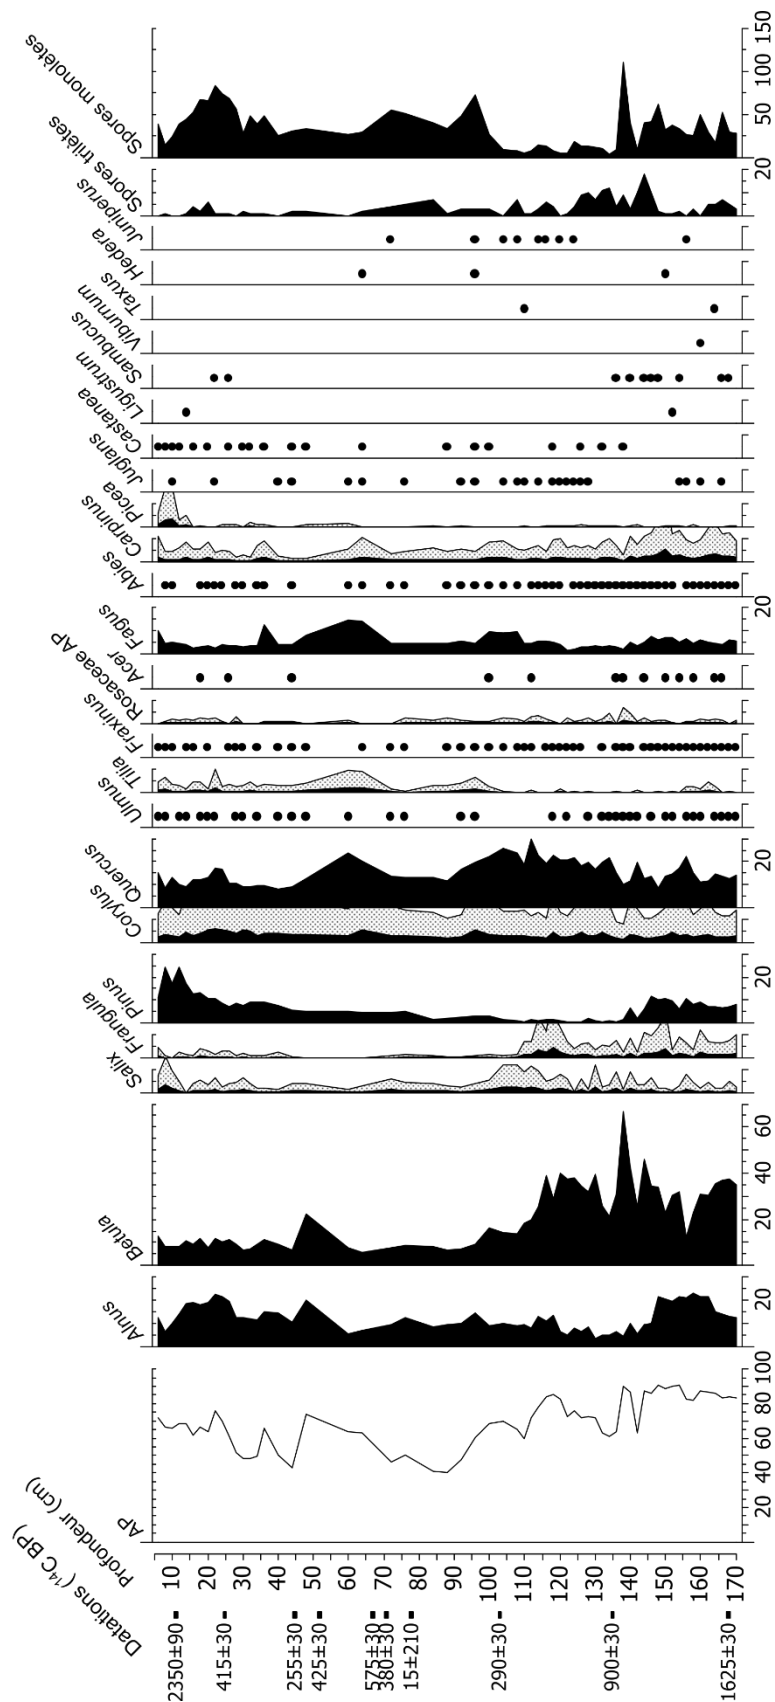 Datations (¹⁴C BP)
Profondeur (cm)
AP
Alnus
Betula
Salix
Frangula
Pinus
Corylus
Quercus
Ulmus
Tilia
Fraxinus
Rosaceae AP
Acer
Fagus
Abies
Carpinus
Picea
Juglans
Castanea
Ligustrum
Sambucus
Viburnum
Taxus
Hedera
Juniperus
Spores trilètes
Spores monolètes
2350±90
415±30
255±30
425±30
575±30
380±30
15±210
290±30
900±30
1625±30
10 20 30 40 50 60 70 80 90 100 110 120 130 140 150 160 170
20 40 60 80 100
20
20 40 60
20
20
20
20
50 100 150